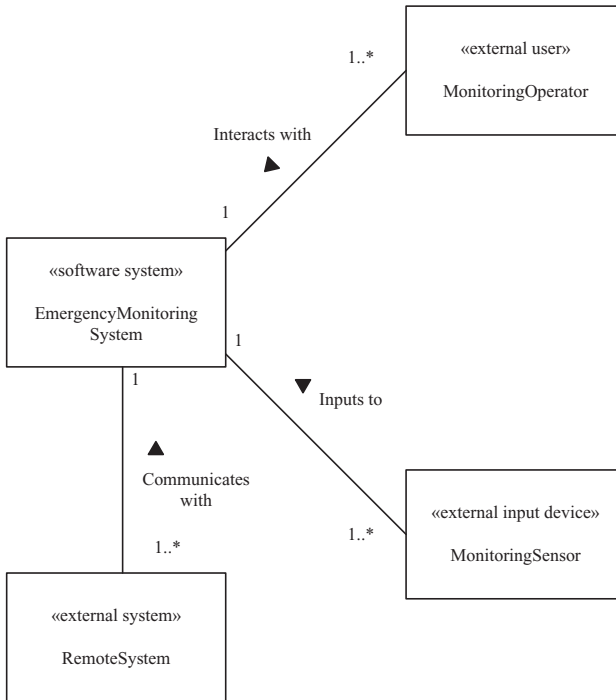 «external user»
1..*
MonitoringOperator
Interacts with
1
«software system»
EmergencyMonitoring
System
1
1
Inputs to
Communicates
with
«external input device»
1..*
1..*
MonitoringSensor
«external system»
RemoteSystem